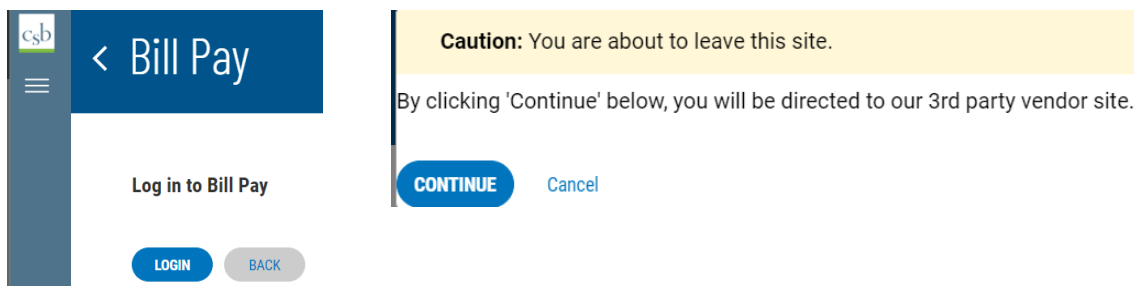 csb
Bill Pay
Log in to Bill Pay
LOGIN BACK
Caution: You are about to leave this site.
By clicking 'Continue' below, you will be directed to our 3rd party vendor site.
CONTINUE Cancel